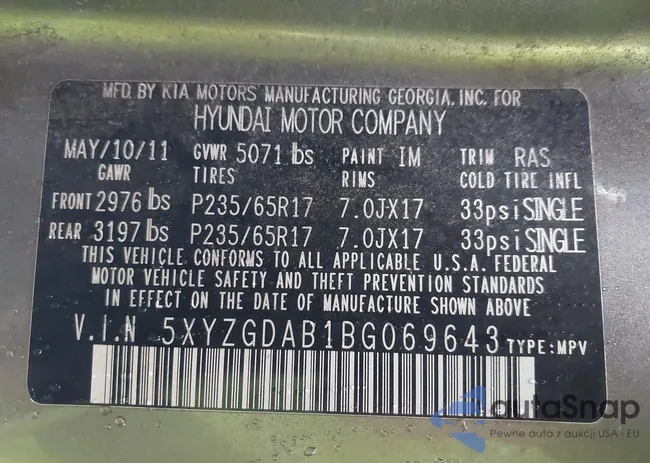 MFD. BY KIA MOTORS MANUFACTURING GEORGIA, INC. FOR
HYUNDAI MOTOR COMPANY
MAY/10/11 GVWR 5071 lbs PAINT IM TRIM RAS
GAWR TIRES RIMS COLD TIRE INFL
FRONT 2976 lbs P235/65R17 7.0JX17 33psi SINGLE
REAR 3197 lbs P235/65R17 7.0JX17 33psi SINGLE
THIS VEHICLE CONFORMS TO ALL APPLICABLE U.S.A. FEDERAL
MOTOR VEHICLE SAFETY AND THEFT PREVENTION STANDARDS
IN EFFECT ON THE DATE OF MANUFACTURE SHOWN ABOVE.
V.I.N 5XYZGDAB1BG069643 TYPE: MPV
autaSnap
Pewne auta z aukcji USA i EU